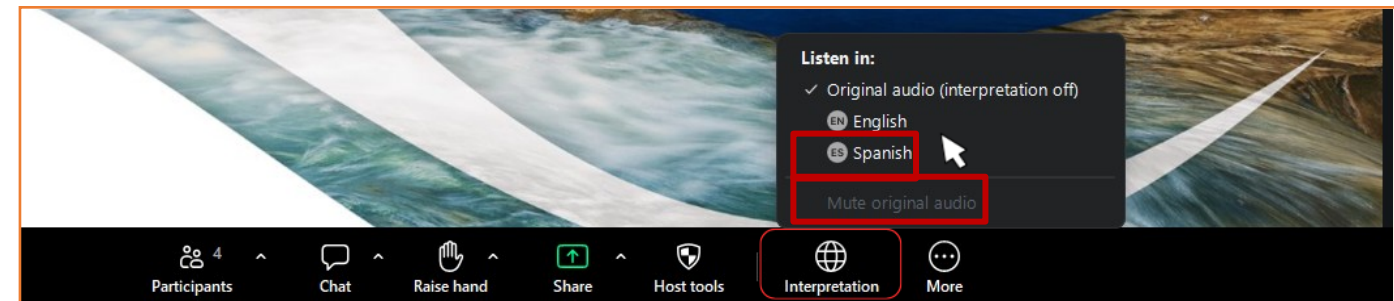 Listen in:
Original audio (interpretation off)
EN English
ES Spanish
Mute original audio
4
Participants
Chat
Raise hand
Share
Host tools
Interpretation
More